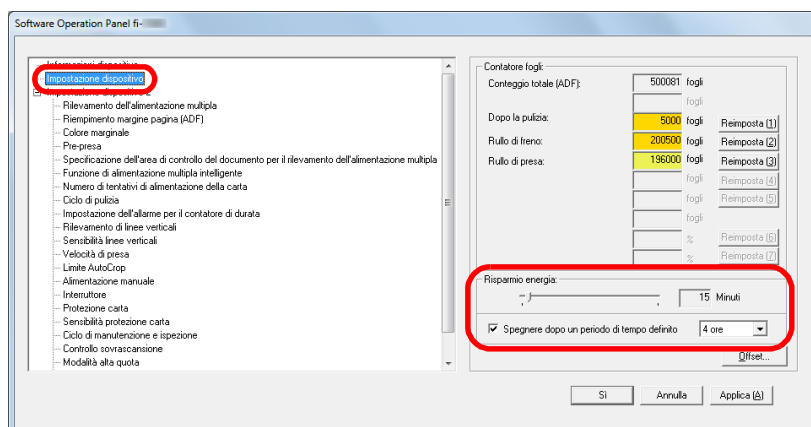 Software Operation Panel fi-
Informazioni dispositivo
Impostazione dispositivo
Impostazione dispositivo 2
Rilevamento dell'alimentazione multipla
Riempimento margine pagina (ADF)
Colore marginale
Pre-presa
Specificazione dell'area di controllo del documento per il rilevamento dell'alimentazione multipla
Funzione di alimentazione multipla intelligente
Numero di tentativi di alimentazione della carta
Ciclo di pulizia
Impostazione dell'allarme per il contatore di durata
Rilevamento di linee verticali
Sensibilità linee verticali
Velocità di presa
Limite AutoCrop
Alimentazione manuale
Interruttore
Protezione carta
Sensibilità protezione carta
Ciclo di manutenzione e ispezione
Controllo sovrascansione
Modalità alta quota
Contatore fogli:
Conteggio totale (ADF): 500081 fogli
fogli
Dopo la pulizia: 5000 fogli Reimposta (1)
Rullo di freno: 200500 fogli Reimposta (2)
Rullo di presa: 196000 fogli Reimposta (3)
fogli Reimposta (4)
fogli Reimposta (5)
fogli
% Reimposta (6)
% Reimposta (7)
Risparmio energia:
15 Minuti
Spegnere dopo un periodo di tempo definito 4 ore
Offset...
Sì Annulla Applica (A)